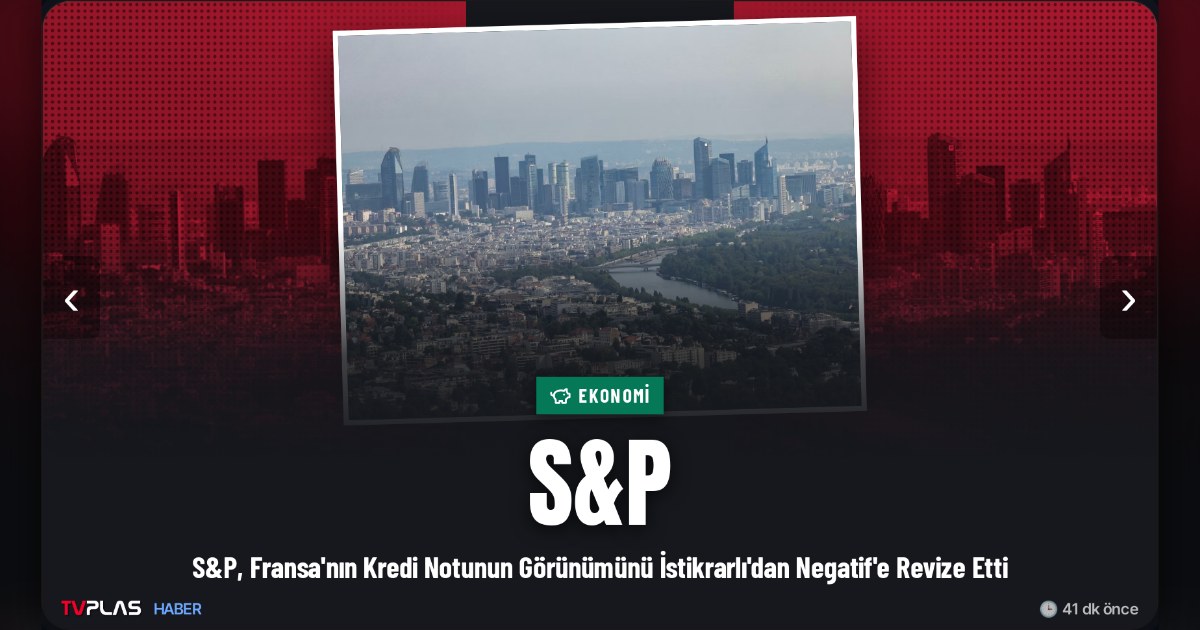 EKONOMİ
S&P
S&P, Fransa'nın Kredi Notunun Görünümünü İstikrarlı'dan Negatif'e Revize Etti
TVPLAS HABER
41 dk önce